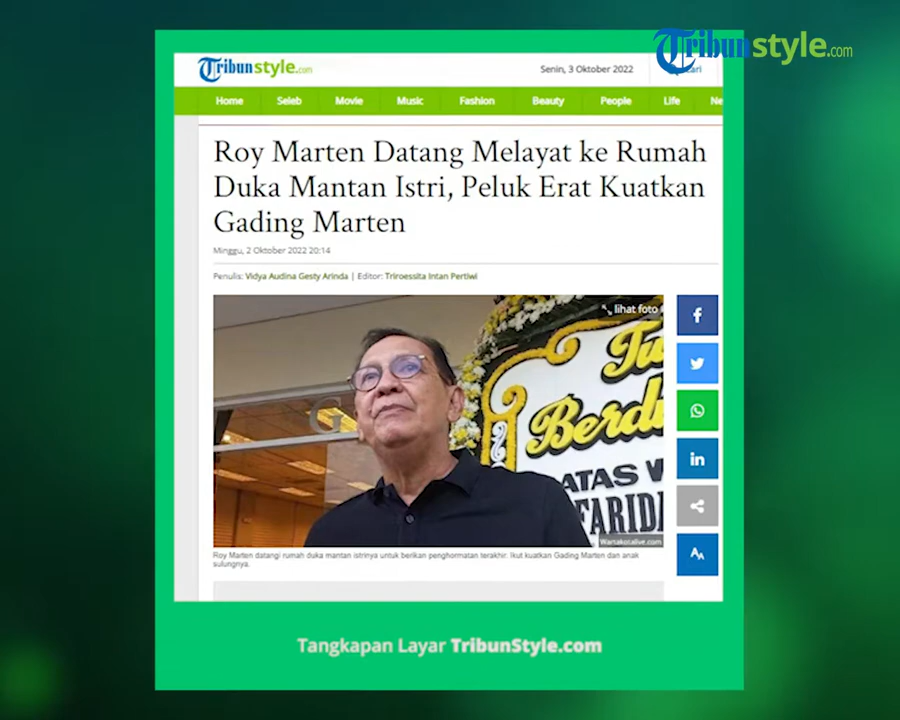 Tribunstyle.com
Tribunstyle.com
Senin, 3 Oktober 2022
Home Seleb Movie Music Fashion Beauty People Life Ne
Roy Marten Datang Melayat ke Rumah
Duka Mantan Istri, Peluk Erat Kuatkan
Gading Marten
Minggu, 2 Oktober 2022 20:14
Penulis: Vidya Audina Gesty Arinda | Editor: Triroessita Intan Pertiwi
lihat foto
Tu
Berdu
G
ATAS W
FARIDA
Wartakotalive.com
Roy Marten datangi rumah duka mantan istrinya untuk berikan penghormatan terakhir. Ikut kuatkan Gading Marten dan anak
sulungnya.
Tangkapan Layar TribunStyle.com